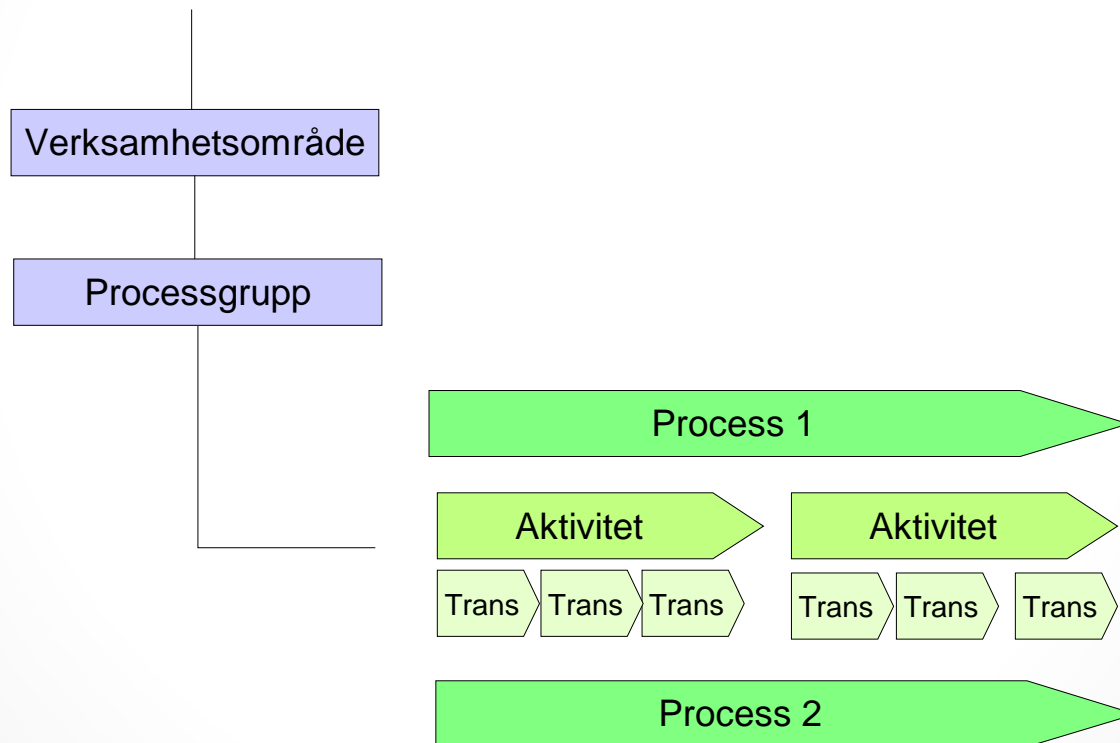 Verksamhetsområde
Processgrupp
Process 1
Aktivitet Aktivitet
Trans Trans Trans Trans Trans Trans
Process 2